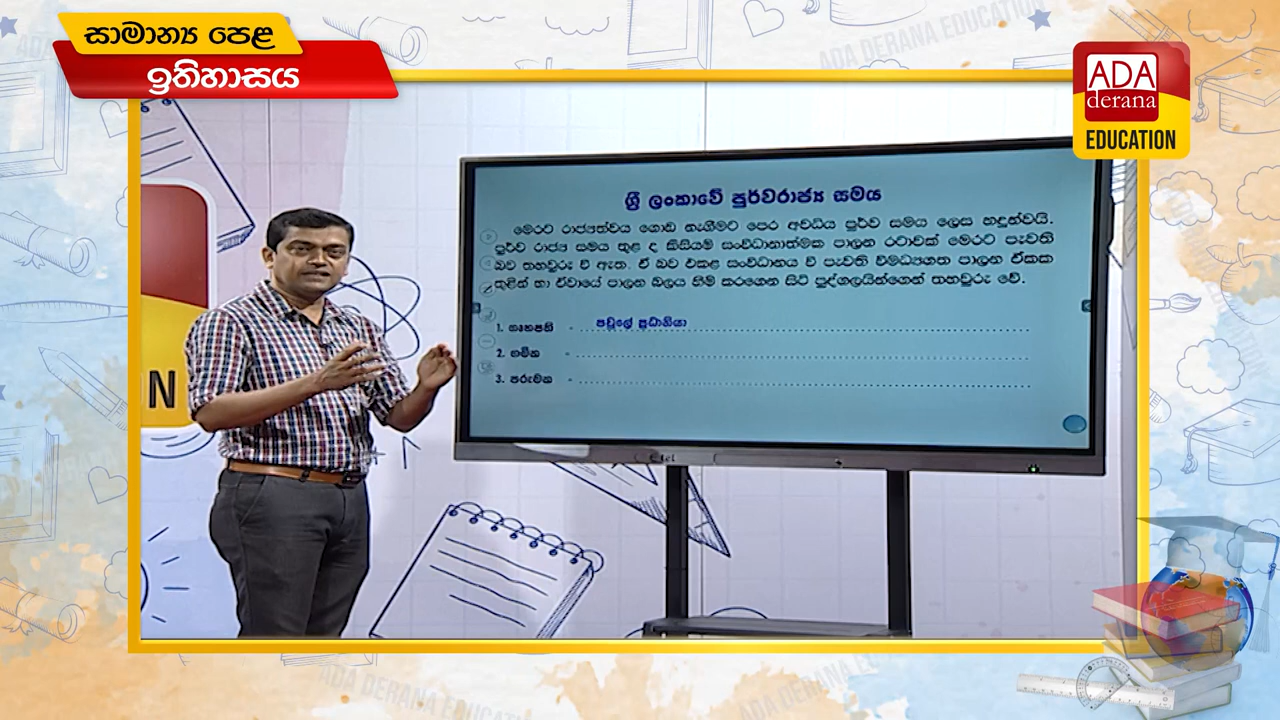 සාමාන්‍ය පෙළ
ඉතිහාසය
ADA
derana
EDUCATION
ශ්‍රී ලංකාවේ පූර්වරාජ්‍ය සමය
මෙරට රාජ්‍යත්වය ගොඩ නැගීමට පෙර අවධිය පූර්ව සමය ලෙස හඳුන්වයි.
පූර්ව රාජ්‍ය සමය තුළ ද කිසියම් සංවිධානාත්මක පාලන රටාවක් මෙරට පැවති
බව තහවුරු වී ඇත. ඒ බව එකළ සංවිධානය වී පැවති විමධ්‍යගත පාලන ඒකක
තුළින් හා ඒවායේ පාලන බලය හිමි කරගෙන සිටි පුද්ගලයින්ගෙන් තහවුරු වේ.
1. ගෘහපති - පවුලේ ප්‍රධානියා
2. ගමික -
3. පරුමක -
N